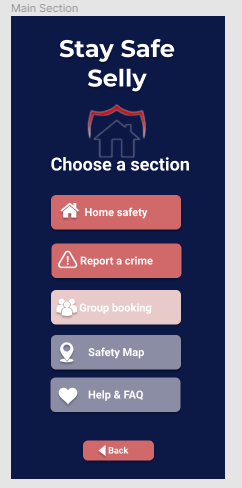 Main Section
Stay Safe
Selly
Choose a section
Home safety
Report a crime
Group booking
Safety Map
Help & FAQ
Back